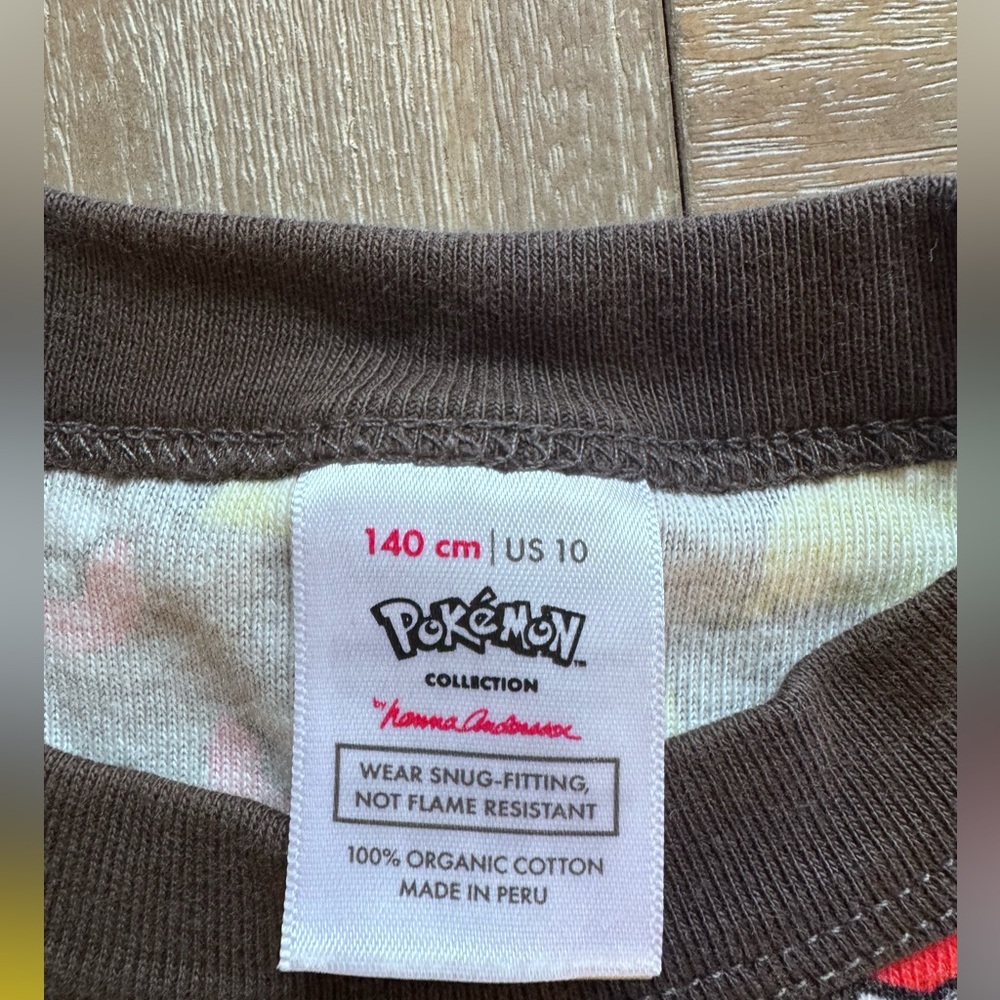 140 cm | US 10
POKéMON™
COLLECTION
by hanna andersson
WEAR SNUG-FITTING,
NOT FLAME RESISTANT
100% ORGANIC COTTON
MADE IN PERU